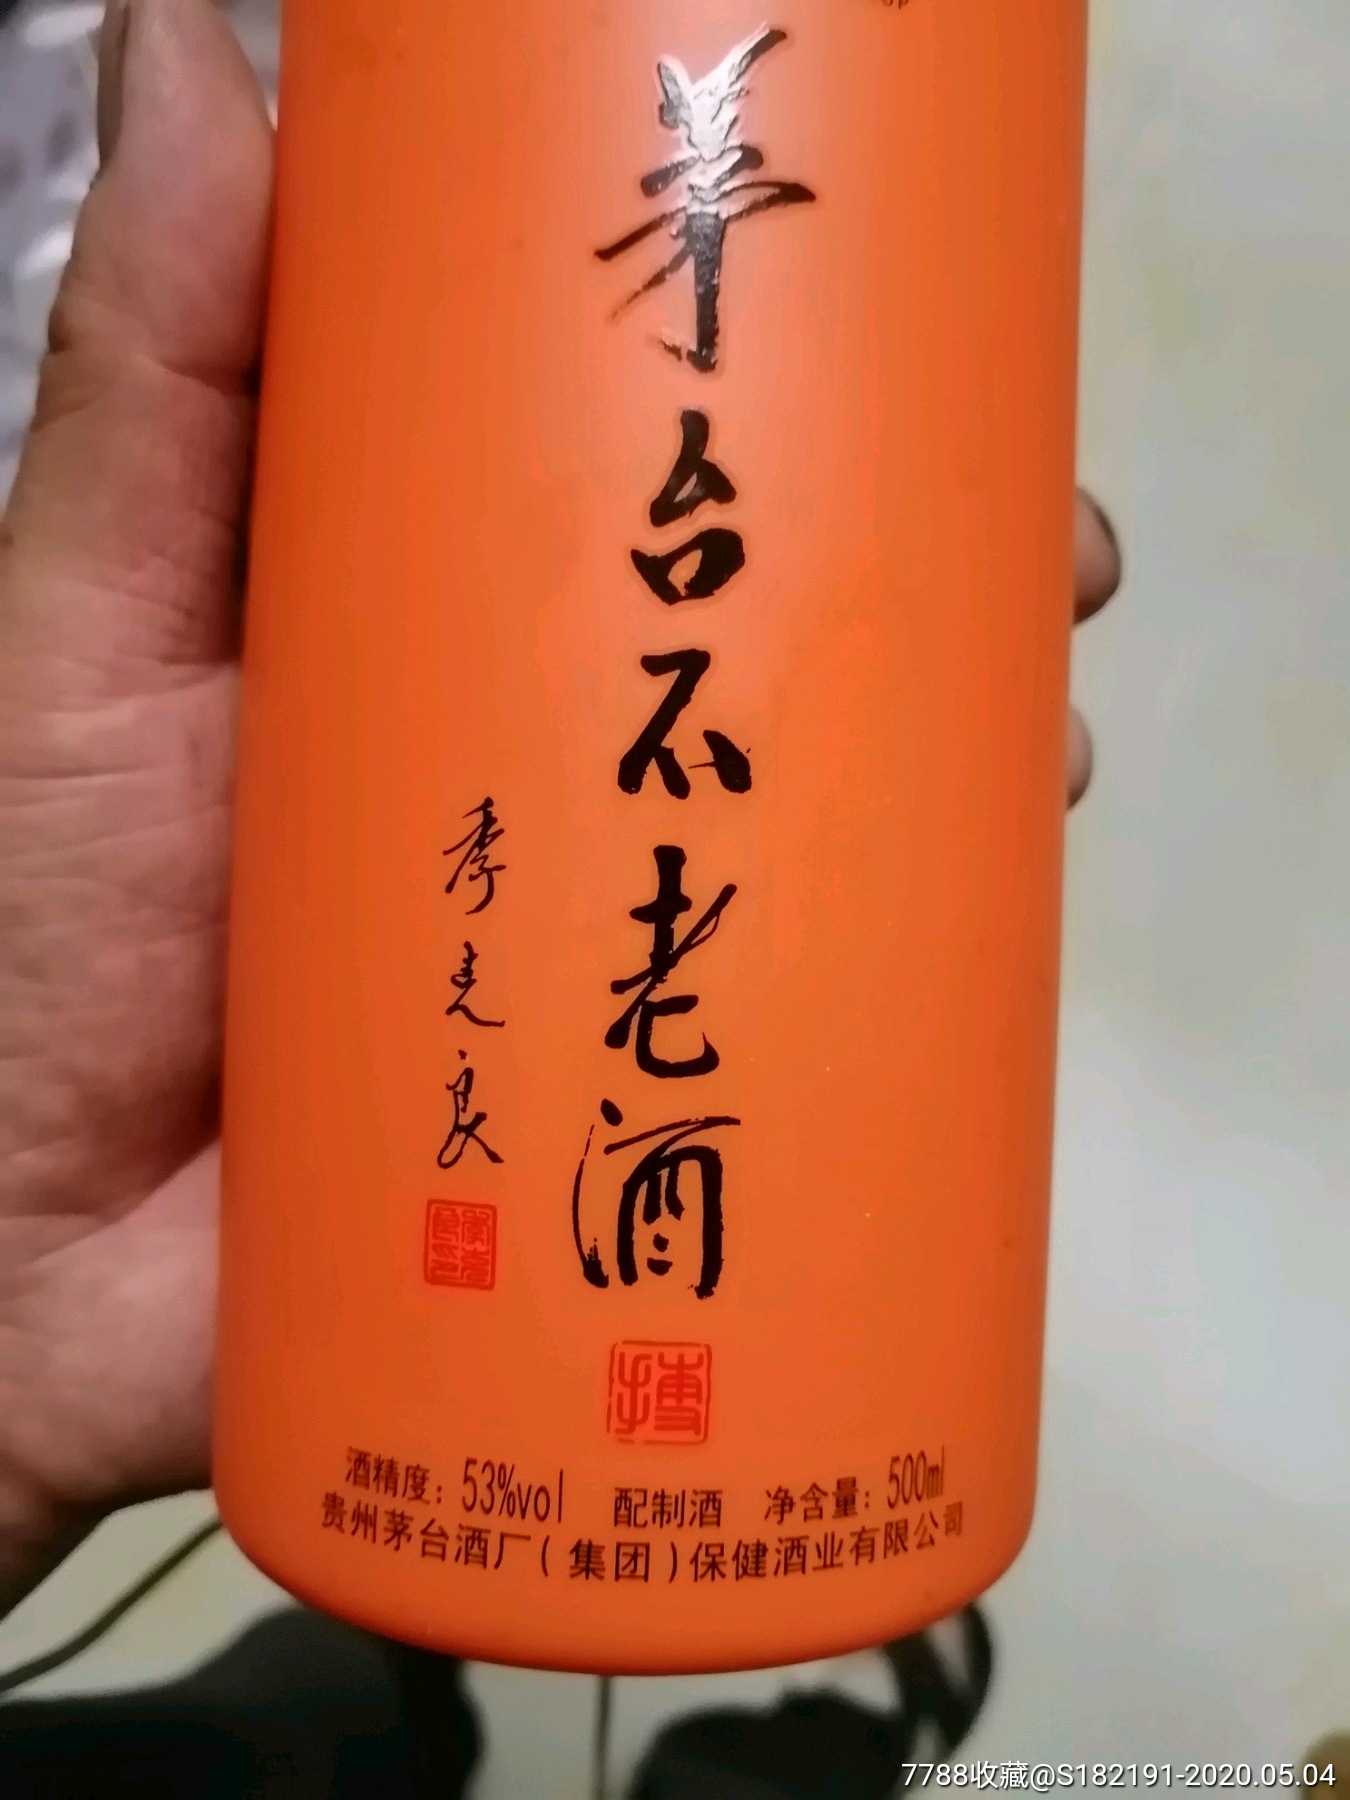 茅台不老酒
季克良
搏
酒精度：53%vol 配制酒 净含量：500ml
贵州茅台酒厂(集团)保健酒业有限公司
7788收藏@S182191-2020.05.04